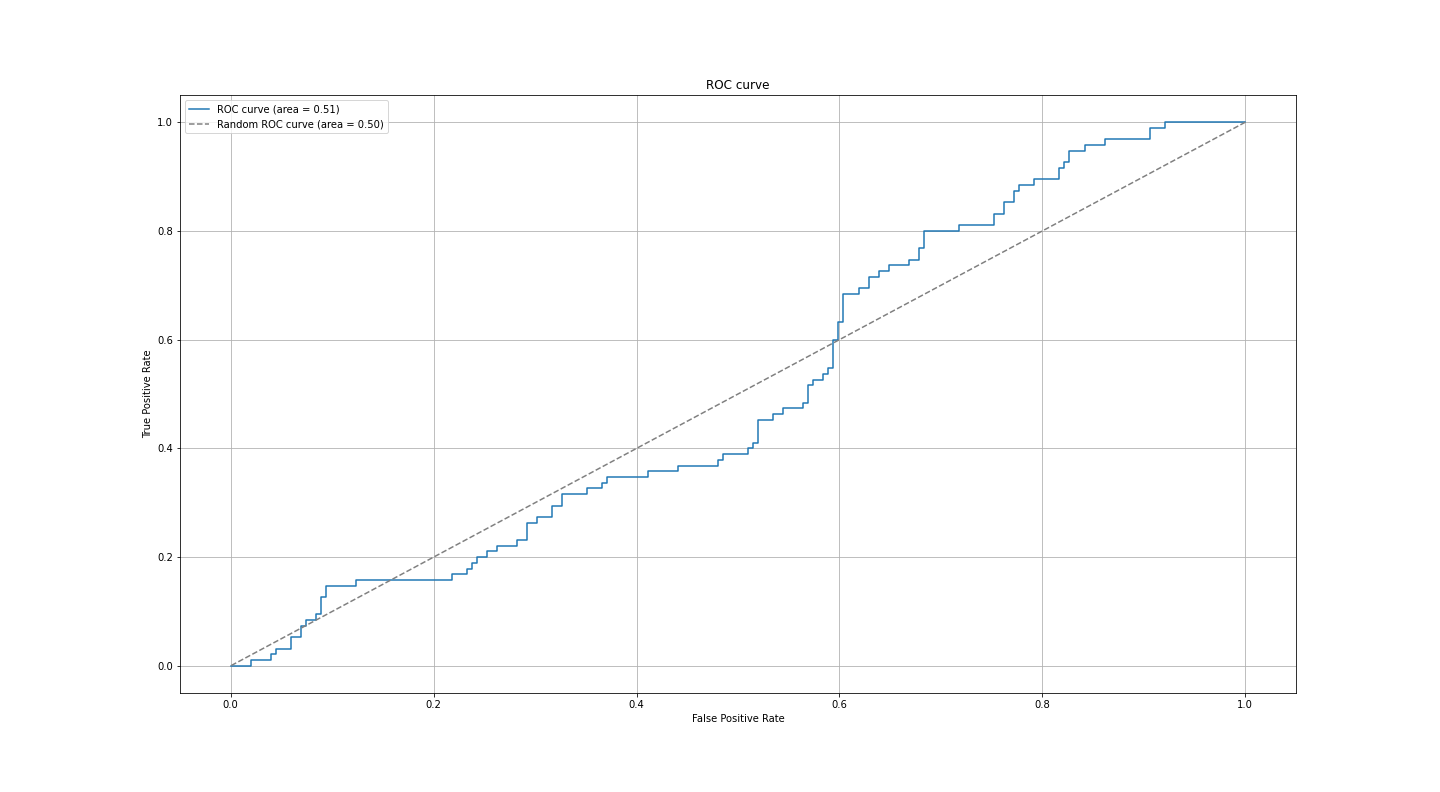 ROC curve
ROC curve (area = 0.51)
Random ROC curve (area = 0.50)
1.0
0.8
0.6
0.4
0.2
0.0
True Positive Rate
0.0 0.2 0.4 0.6 0.8 1.0
False Positive Rate